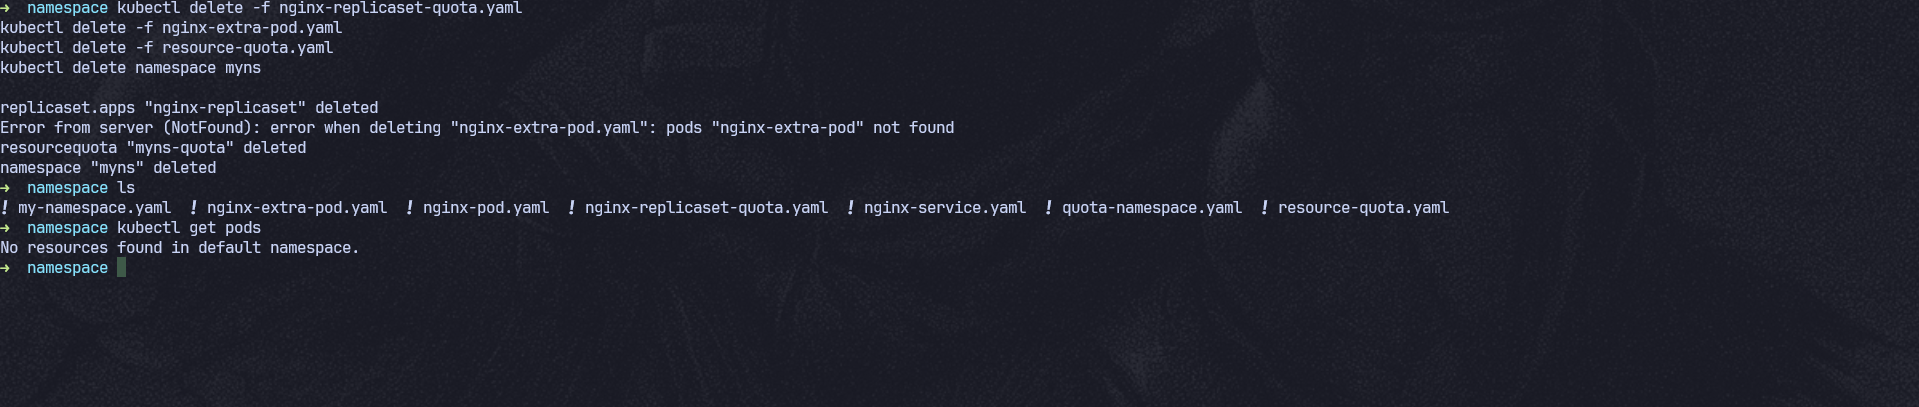 ➜  namespace kubectl delete -f nginx-replicaset-quota.yaml
kubectl delete -f nginx-extra-pod.yaml
kubectl delete -f resource-quota.yaml
kubectl delete namespace myns
replicaset.apps "nginx-replicaset" deleted
Error from server (NotFound): error when deleting "nginx-extra-pod.yaml": pods "nginx-extra-pod" not found
resourcequota "myns-quota" deleted
namespace "myns" deleted
➜  namespace ls
! my-namespace.yaml  ! nginx-extra-pod.yaml  ! nginx-pod.yaml  ! nginx-replicaset-quota.yaml  ! nginx-service.yaml  ! quota-namespace.yaml  ! resource-quota.yaml
➜  namespace kubectl get pods
No resources found in default namespace.
➜  namespace